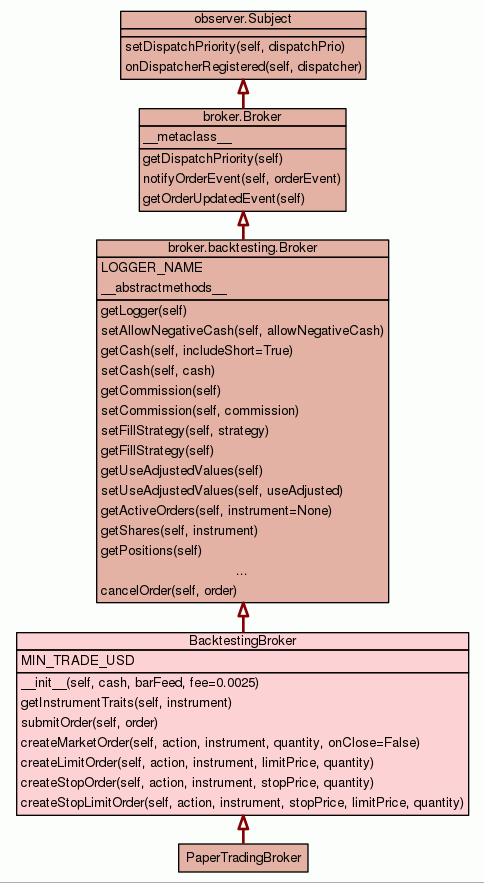 observer.Subject
setDispatchPriority(self, dispatchPrio)
onDispatcherRegistered(self, dispatcher)
broker.Broker
__metaclass__
getDispatchPriority(self)
notifyOrderEvent(self, orderEvent)
getOrderUpdatedEvent(self)
broker.backtesting.Broker
LOGGER_NAME
__abstractmethods__
getLogger(self)
setAllowNegativeCash(self, allowNegativeCash)
getCash(self, includeShort=True)
setCash(self, cash)
getCommission(self)
setCommission(self, commission)
setFillStrategy(self, strategy)
getFillStrategy(self)
getUseAdjustedValues(self)
setUseAdjustedValues(self, useAdjusted)
getActiveOrders(self, instrument=None)
getShares(self, instrument)
getPositions(self)
...
cancelOrder(self, order)
BacktestingBroker
MIN_TRADE_USD
__init__(self, cash, barFeed, fee=0.0025)
getInstrumentTraits(self, instrument)
submitOrder(self, order)
createMarketOrder(self, action, instrument, quantity, onClose=False)
createLimitOrder(self, action, instrument, limitPrice, quantity)
createStopOrder(self, action, instrument, stopPrice, quantity)
createStopLimitOrder(self, action, instrument, stopPrice, limitPrice, quantity)
PaperTradingBroker